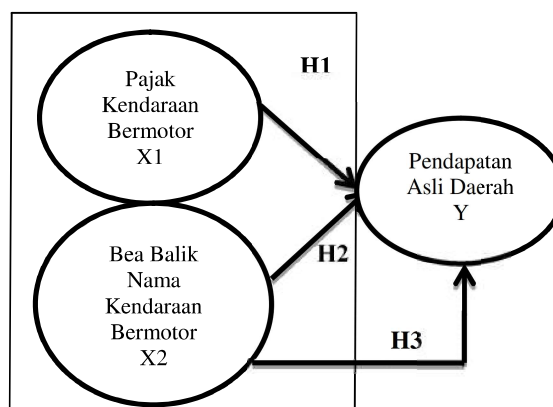 Pajak
Kendaraan
Bermotor
X1
H1
Pendapatan
Asli Daerah
Y
Bea Balik
Nama
Kendaraan
Bermotor
X2
H2
H3